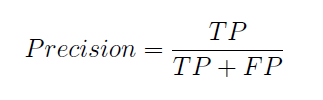 Precision = TP / TP + FP